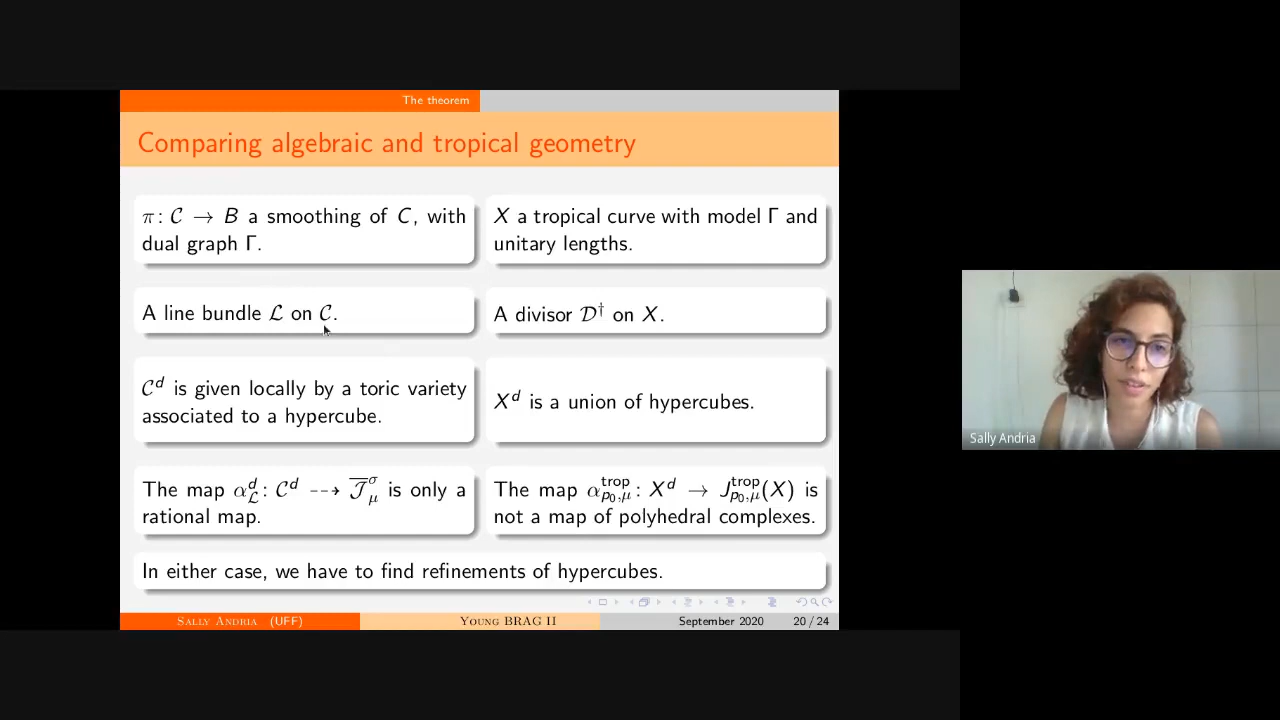 The theorem
Comparing algebraic and tropical geometry
π: 𝒞 → B a smoothing of C, with
dual graph Γ.
X a tropical curve with model Γ and
unitary lengths.
A line bundle ℒ on 𝒞.
A divisor 𝒟† on X.
𝒞^d is given locally by a toric variety
associated to a hypercube.
X^d is a union of hypercubes.
The map α^d_ℒ: 𝒞^d ⇢ 𝒥̅^σ_μ is only a
rational map.
The map α^trop_{p_0,μ}: X^d → J^trop_{p_0,μ}(X) is
not a map of polyhedral complexes.
In either case, we have to find refinements of hypercubes.
Sally Andria (UFF)
Young BRAG II
September 2020
20 / 24
Sally Andria